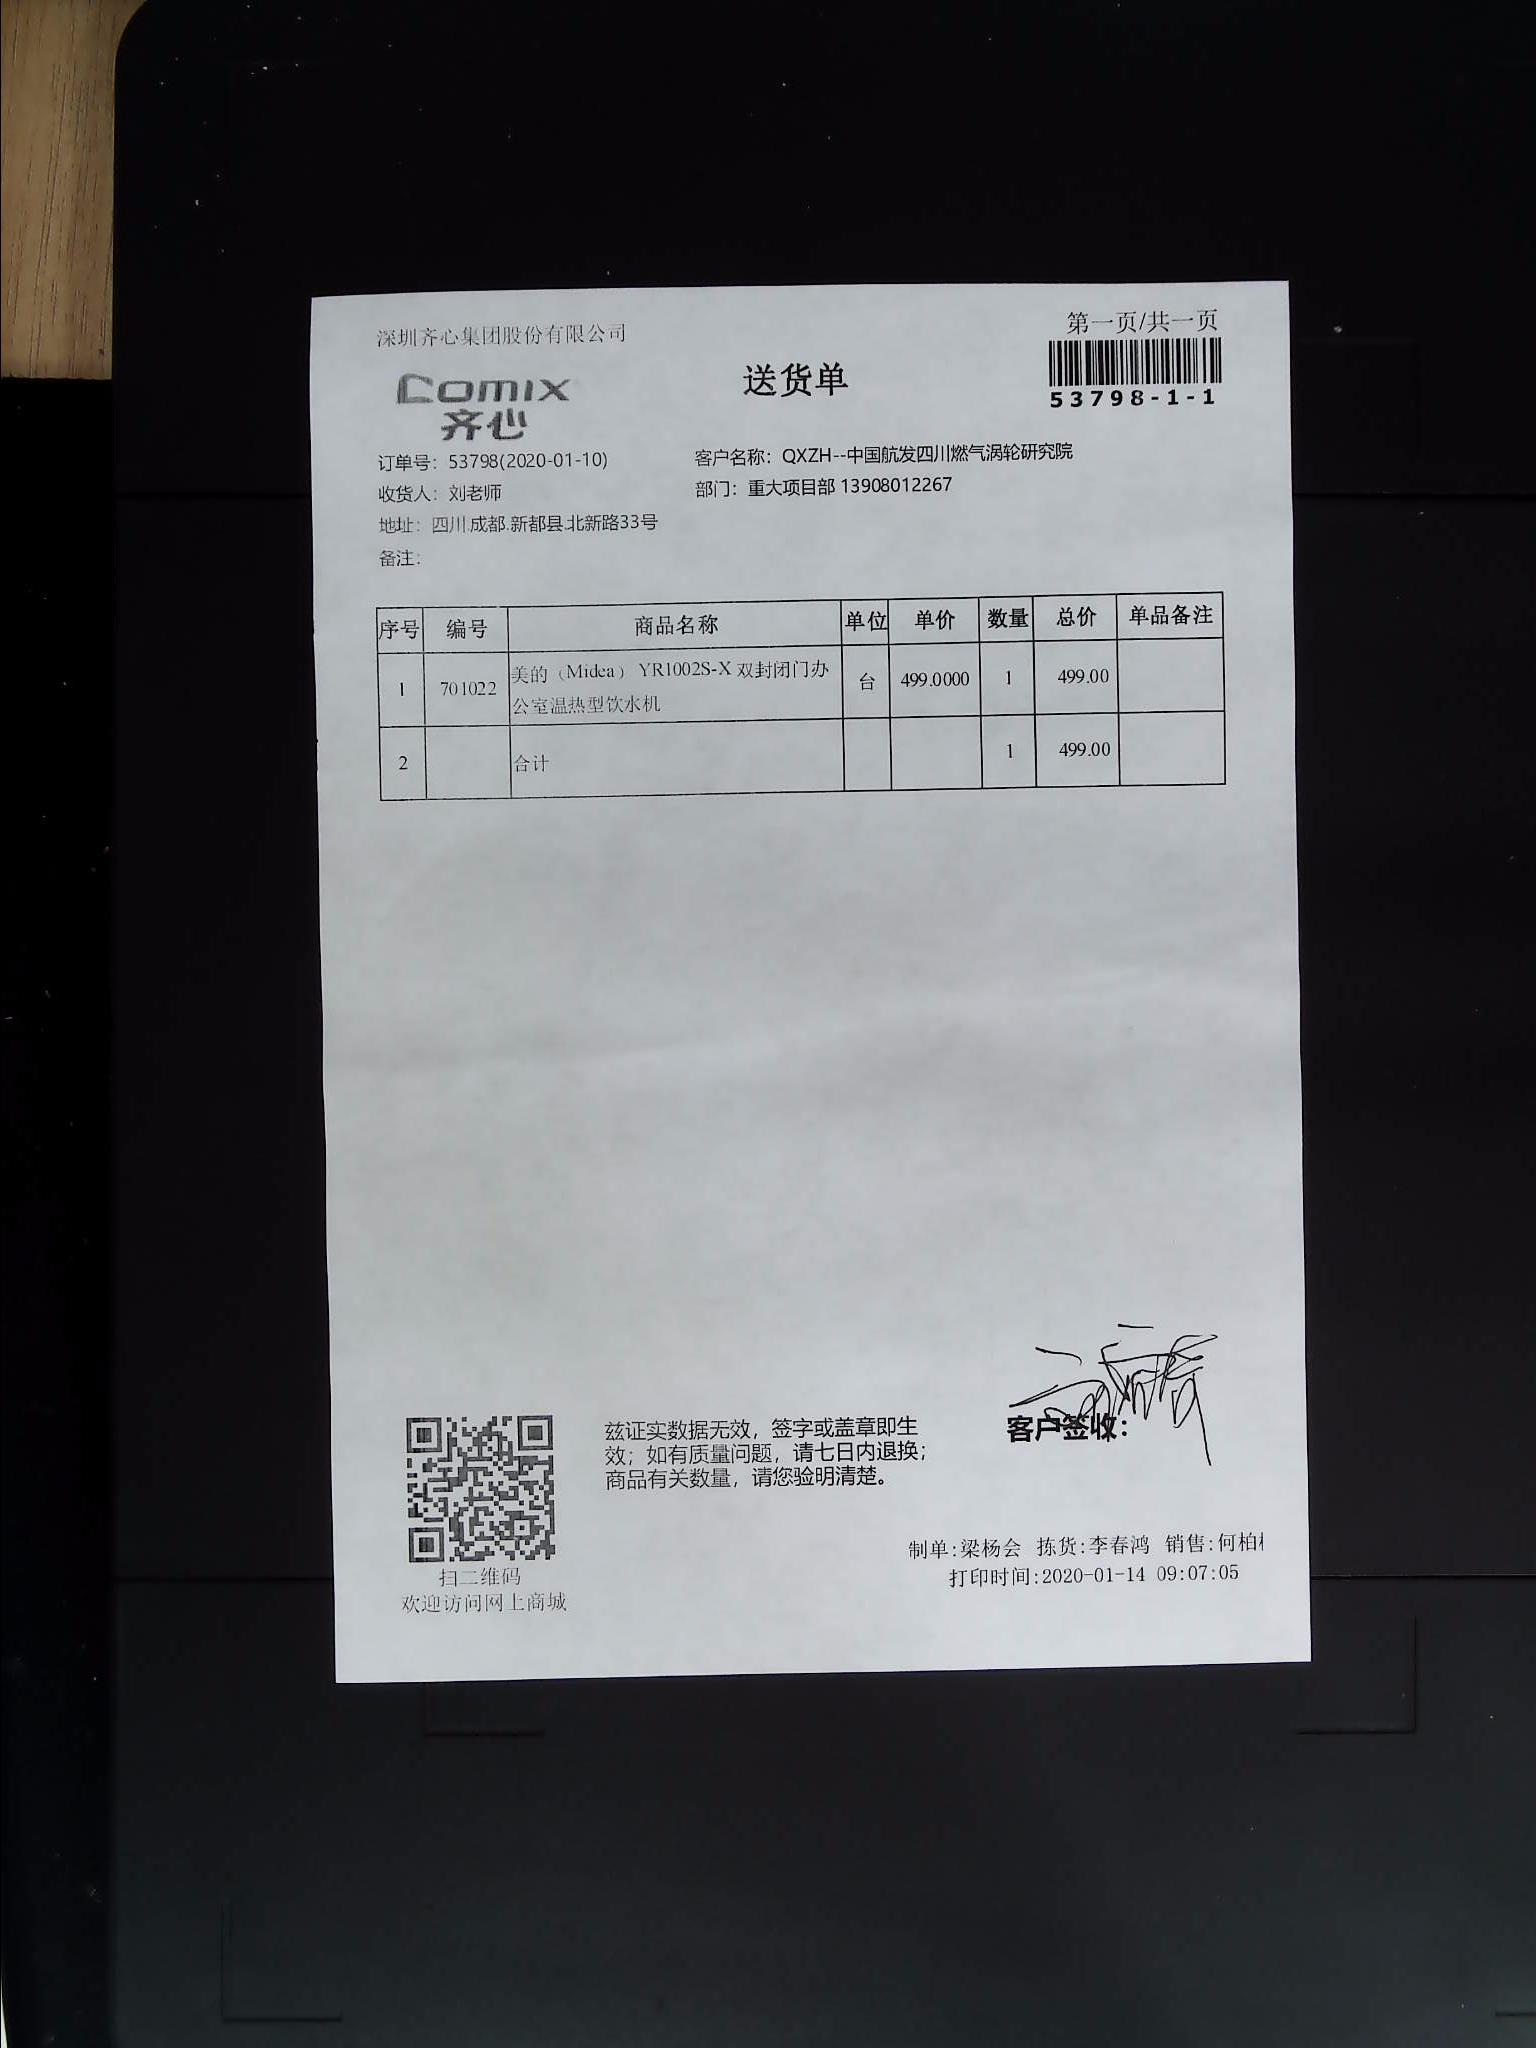 深圳齐心集团股份有限公司
第一页/共一页
comix
齐心
送货单
53798-1-1
订单号：53798(2020-01-10)
客户名称：QXZH--中国航发四川燃气涡轮研究院
收货人：刘老师
部门：重大项目部 13908012267
地址：四川.成都.新都县.北新路33号
备注：
序号 编号 商品名称 单位 单价 数量 总价 单品备注
1 701022 美的（Midea） YR1002S-X 双封闭门办 台 499.0000 1 499.00
公室温热型饮水机
2 合计 1 499.00
兹证实数据无效，签字或盖章即生
效；如有质量问题，请七日内退换；
商品有关数量，请您验明清楚。
客户签收：
扫二维码
欢迎访问网上商城
制单:梁杨会 拣货:李春鸿 销售:何柏
打印时间:2020-01-14 09:07:05